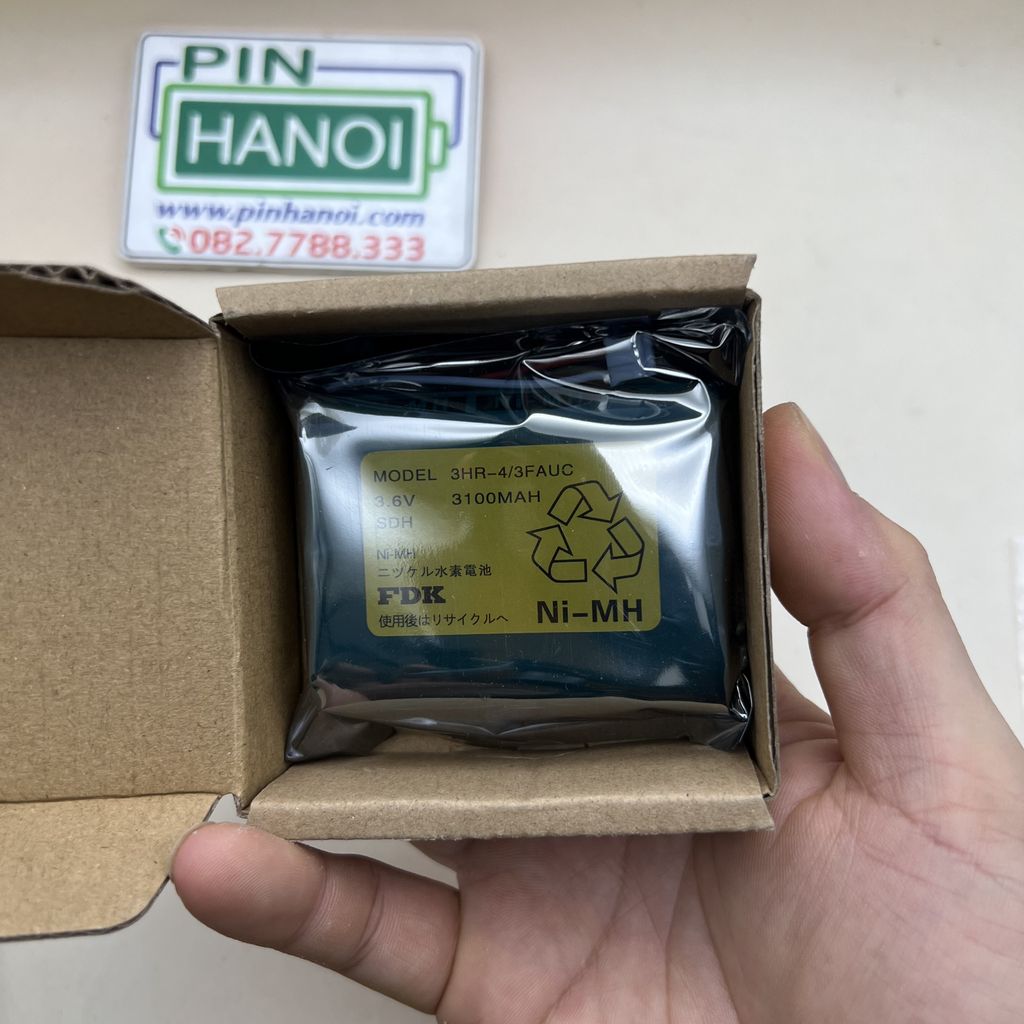 PIN
HANOI
www.pinhanoi.com
082.7788.333
MODEL 3HR-4/3FAUC
3.6V 3100MAH
SDH
Ni-MH
ニツケル水素電池
FDK
使用後はリサイクルへ
Ni-MH